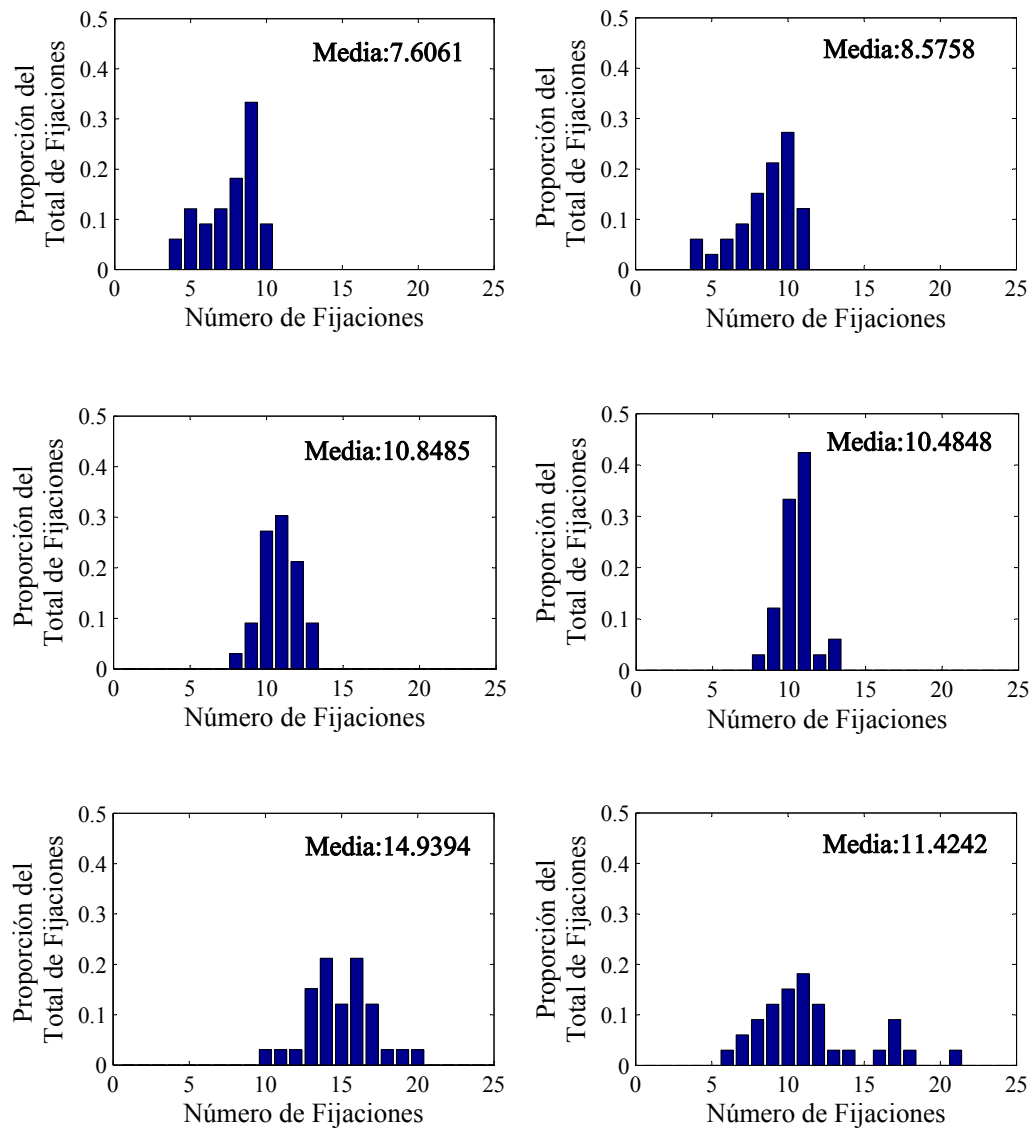 Media:7.6061
Proporción del
Total de Fijaciones
0.5
0.4
0.3
0.2
0.1
0
0 5 10 15 20 25
Número de Fijaciones
Media:8.5758
Proporción del
Total de Fijaciones
0.5
0.4
0.3
0.2
0.1
0
0 5 10 15 20 25
Número de Fijaciones
Media:10.8485
Proporción del
Total de Fijaciones
0.5
0.4
0.3
0.2
0.1
0
0 5 10 15 20 25
Número de Fijaciones
Media:10.4848
Proporción del
Total de Fijaciones
0.5
0.4
0.3
0.2
0.1
0
0 5 10 15 20 25
Número de Fijaciones
Media:14.9394
Proporción del
Total de Fijaciones
0.5
0.4
0.3
0.2
0.1
0
0 5 10 15 20 25
Número de Fijaciones
Media:11.4242
Proporción del
Total de Fijaciones
0.5
0.4
0.3
0.2
0.1
0
0 5 10 15 20 25
Número de Fijaciones